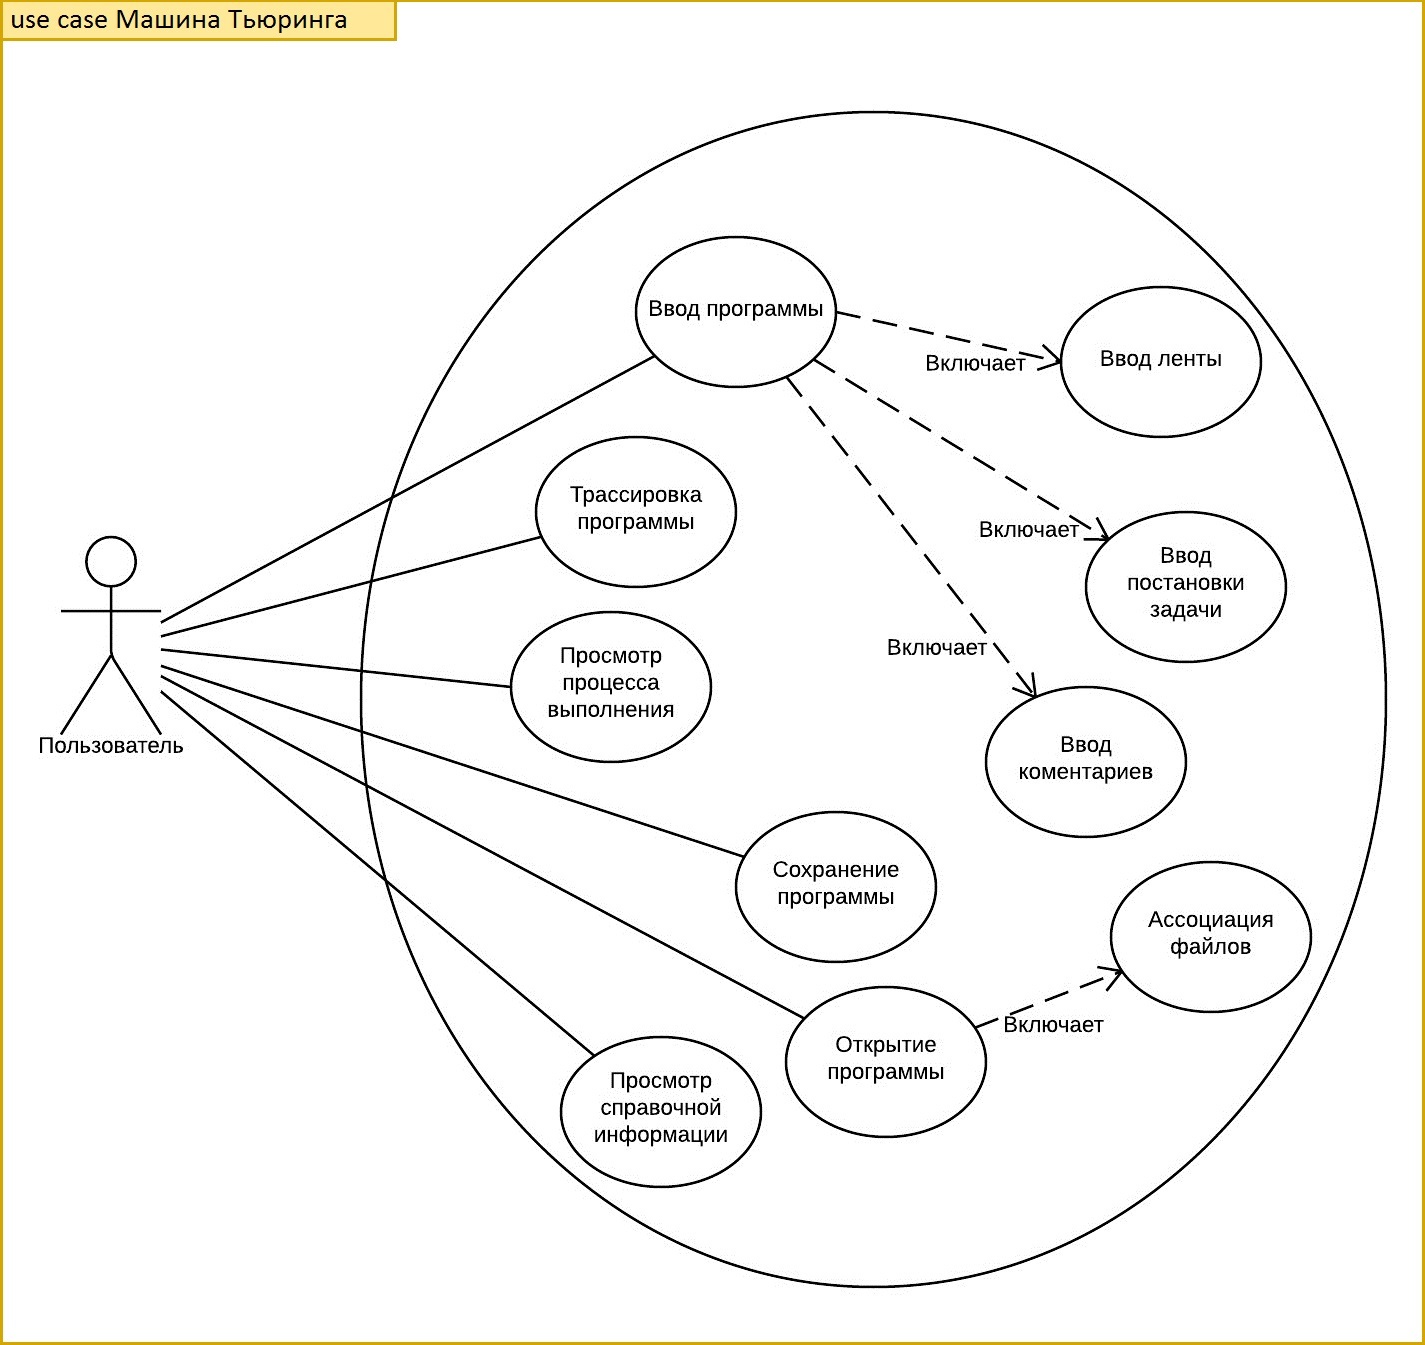 use case Машина Тьюринга
Ввод программы
Включает
Ввод ленты
Трассировка
программы
Включает
Ввод
постановки
задачи
Просмотр
процесса
выполнения
Включает
Пользователь
Ввод
коментариев
Сохранение
программы
Ассоциация
файлов
Включает
Открытие
программы
Просмотр
справочной
информации